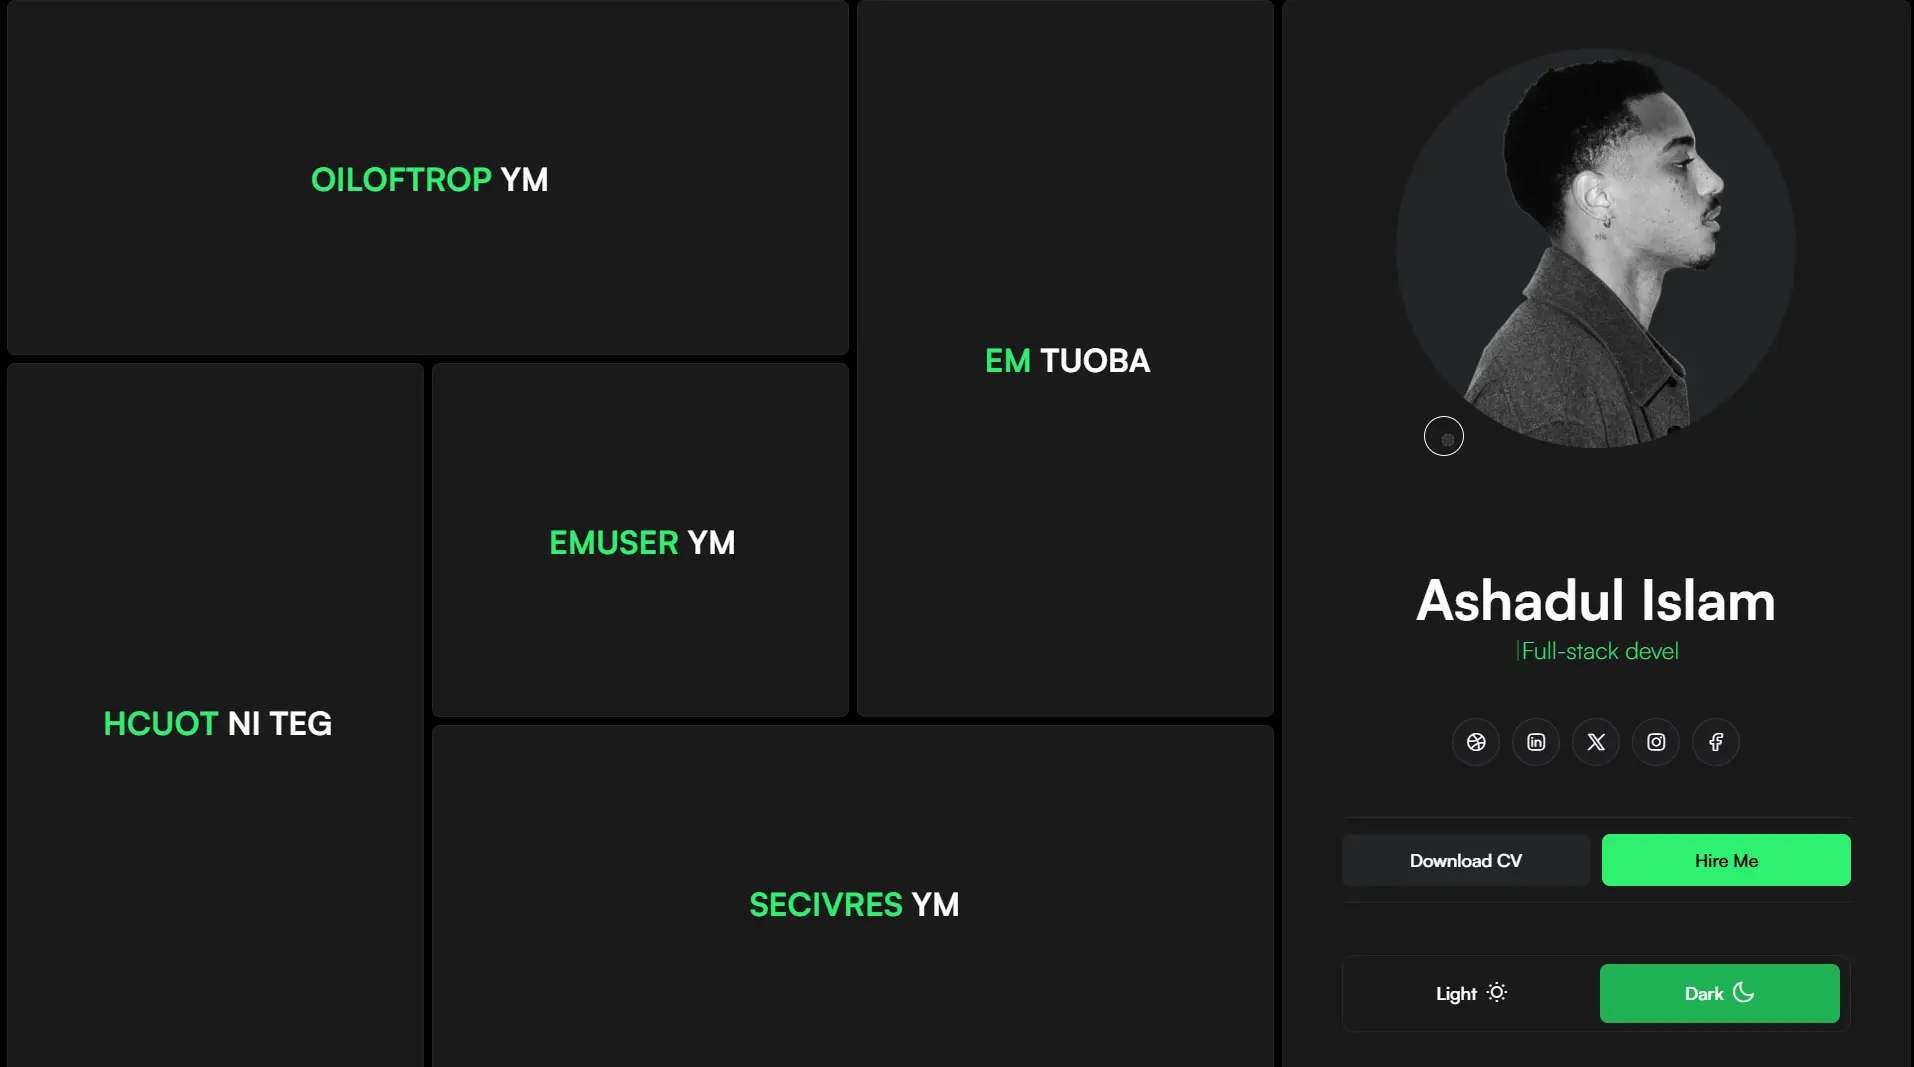 OILOFTROP YM
EM TUOBA
EMUSER YM
HCUOT NI TEG
SECIVRES YM
Ashadul Islam
|Full-stack devel
Download CV
Hire Me
Light
Dark